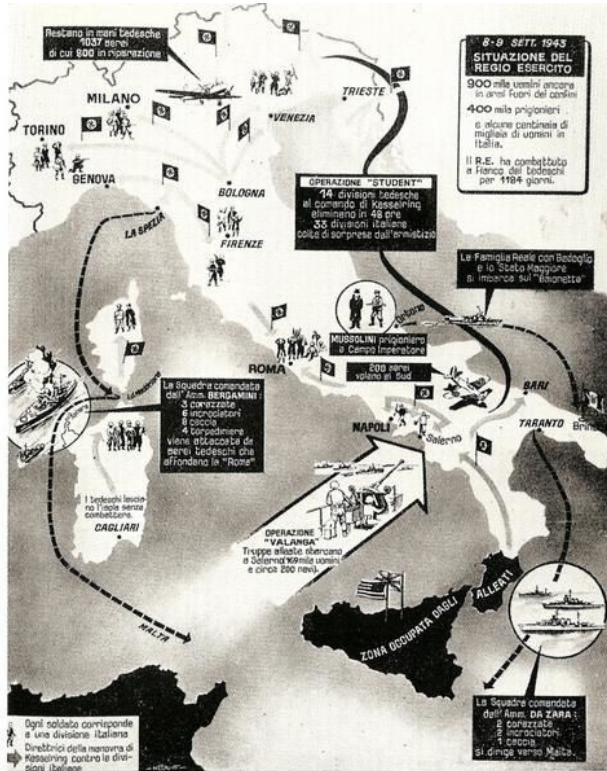 Restano in mani tedesche
1037 aerei
di cui 800 in riparazione
8-9 SETT. 1943
SITUAZIONE DEL
REGIO ESERCITO
900 mila uomini ancora
in armi fuori dei confini
400 mila prigionieri
e alcune centinaia di
migliaia di uomini in
Italia.
Il R.E. ha combattuto
a fianco dei tedeschi
per 1184 giorni.
MILANO
TRIESTE
VENEZIA
TORINO
GENOVA
BOLOGNA
LA SPEZIA
FIRENZE
OPERAZIONE "STUDENT"
14 divisioni tedesche
al comando di Kesselring
eliminano in 48 ore
33 divisioni italiane
colte di sorpresa dall'armistizio
La Famiglia Reale con Badoglio
e lo Stato Maggiore
si imbarca sul "Baionetta"
MUSSOLINI prigioniero
a Campo Imperatore
ROMA
200 aerei
volano al Sud
BARI
TARANTO
NAPOLI
Salerno
La Squadra comandata
dall'Amm. BERGAMINI:
3 corazzate
6 incrociatori
8 caccia
4 torpediniere
viene attaccata da
aerei tedeschi che
affondano la "Roma"
I tedeschi lascia-
no l'isola senza
combattere.
CAGLIARI
OPERAZIONE
"VALANGA"
Truppe alleate sbarcano
a Salerno (169 mila uomini
e circa 200 navi).
MALTA
ZONA OCCUPATA DAGLI ALLEATI
La Squadra comandata
dall'Amm. DA ZARA:
2 corazzate
2 incrociatori
1 caccia
si dirige verso Malta.
Ogni soldato corrisponde
a una divisione italiana
Direttrici della manovra di
Kesselring contro le divi-
sioni italiane